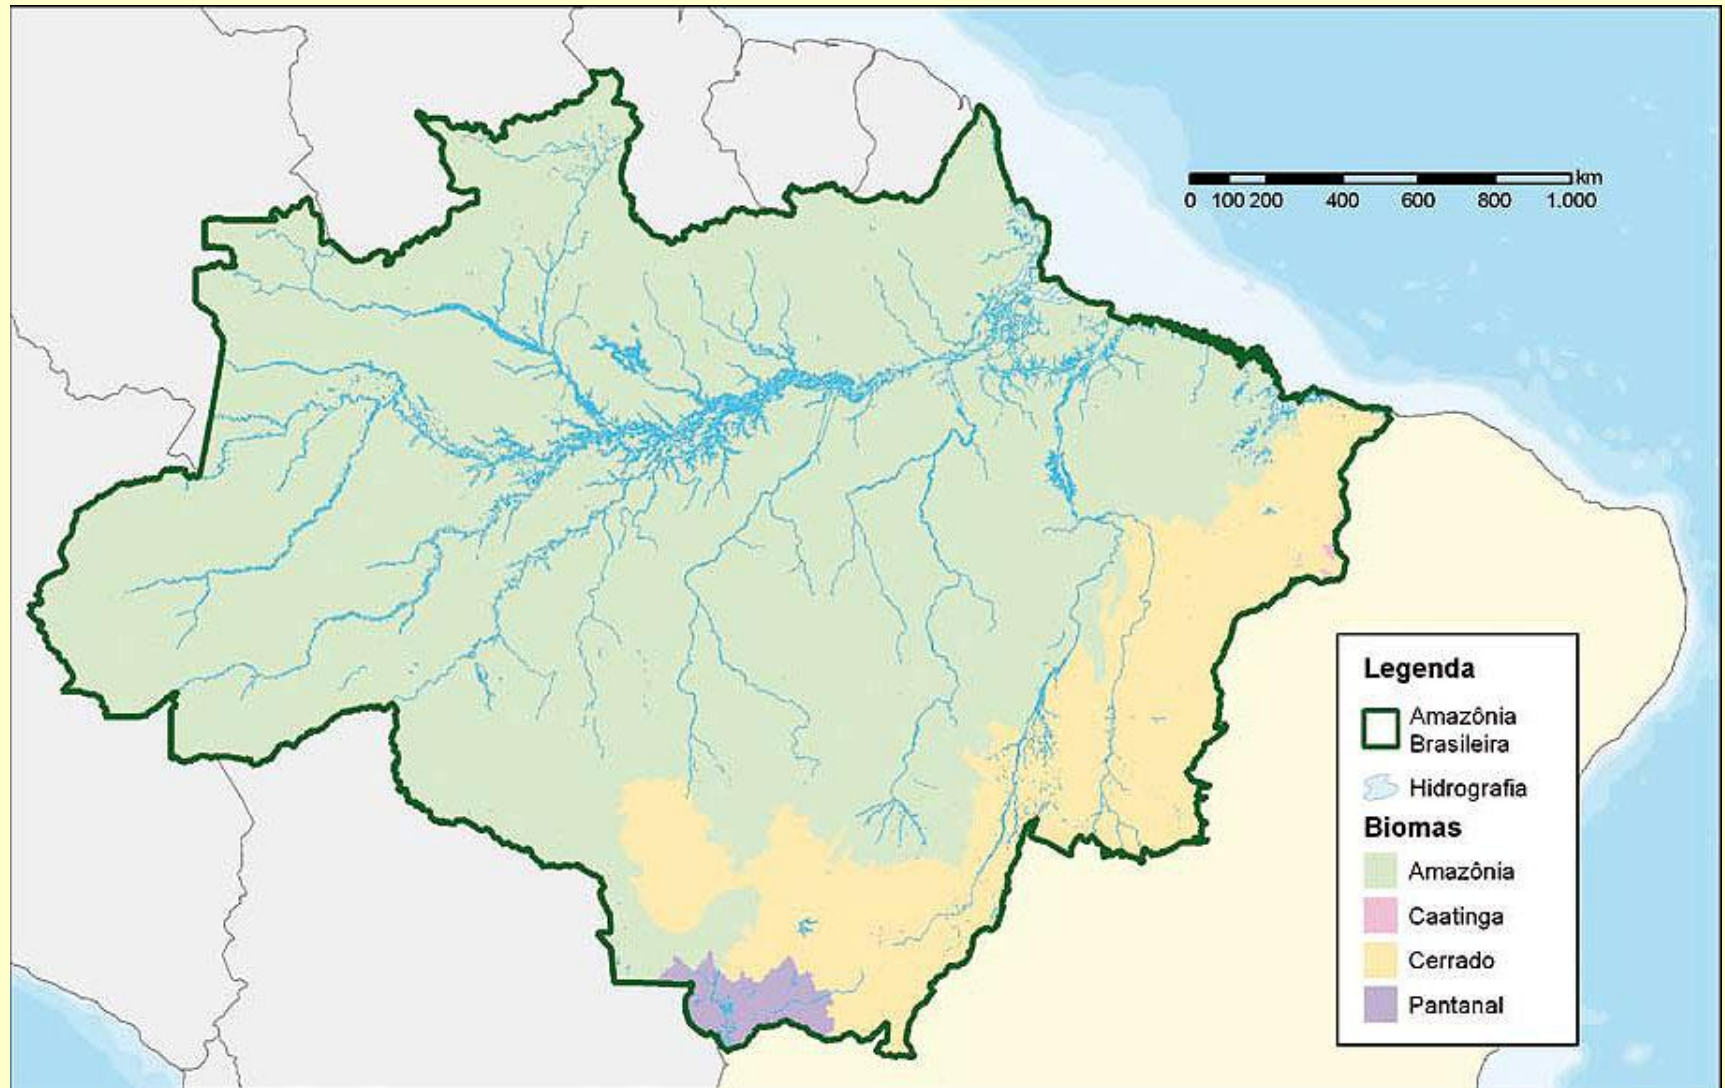 km
0 100 200 400 600 800 1.000
Legenda
Amazônia
Brasileira
Hidrografia
Biomas
Amazônia
Caatinga
Cerrado
Pantanal